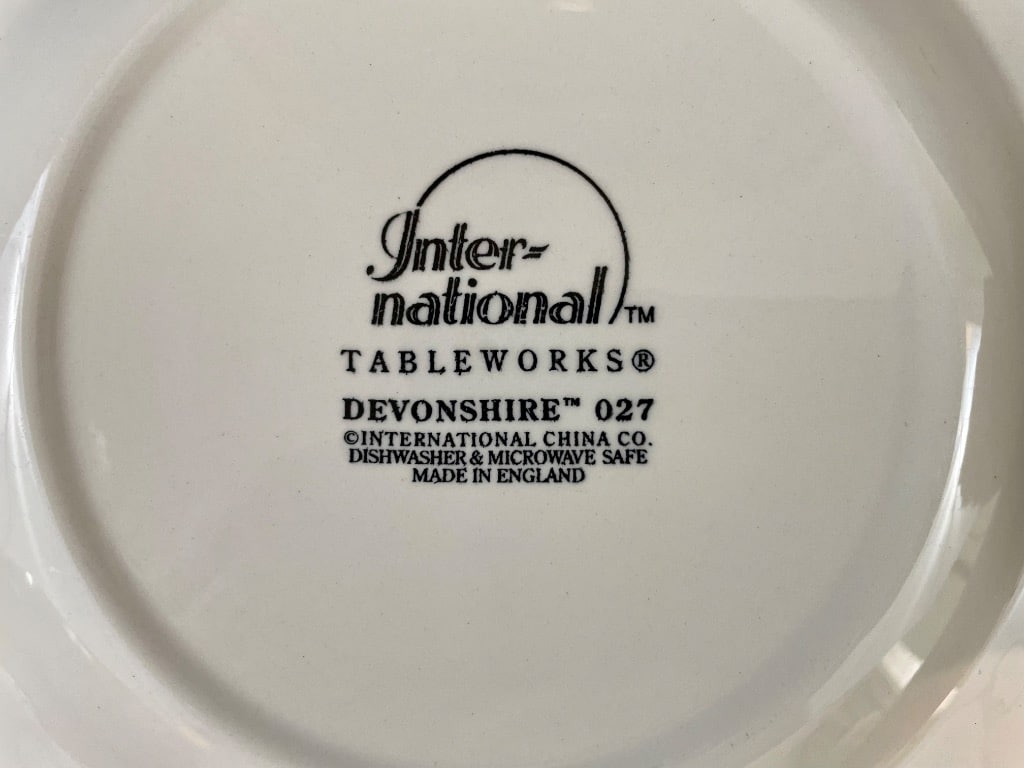 Inter-
national™
TABLEWORKS®
DEVONSHIRE™ 027
©INTERNATIONAL CHINA CO.
DISHWASHER & MICROWAVE SAFE
MADE IN ENGLAND